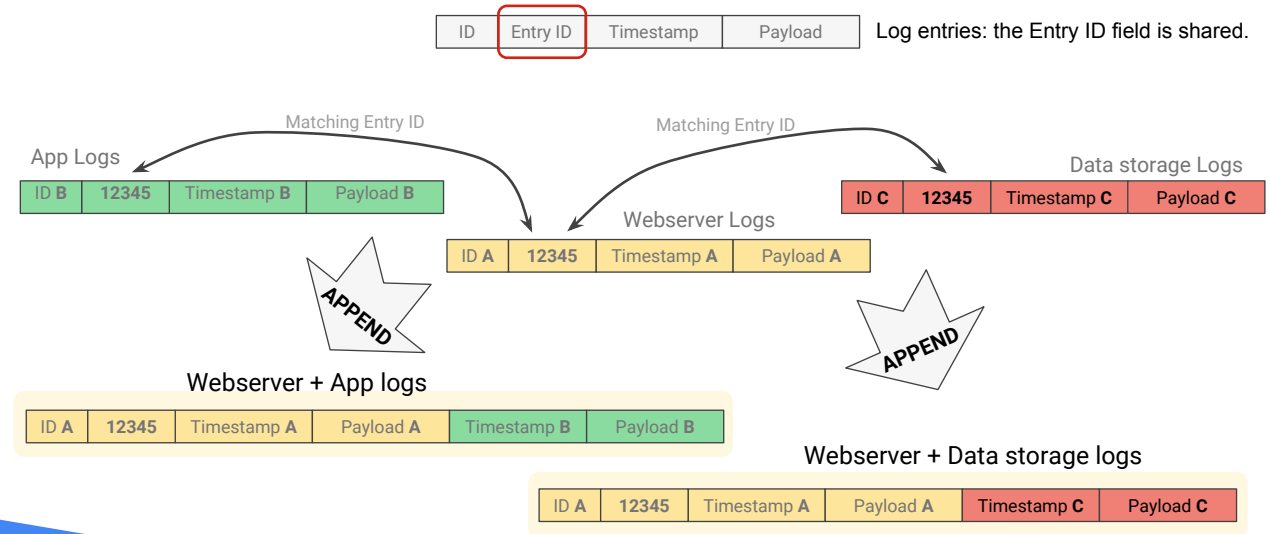 ID Entry ID Timestamp Payload Log entries: the Entry ID field is shared.
Matching Entry ID Matching Entry ID
App Logs
Data storage Logs
ID B 12345 Timestamp B Payload B
ID C 12345 Timestamp C Payload C
Webserver Logs
ID A 12345 Timestamp A Payload A
APPEND
APPEND
Webserver + App logs
ID A 12345 Timestamp A Payload A Timestamp B Payload B
Webserver + Data storage logs
ID A 12345 Timestamp A Payload A Timestamp C Payload C